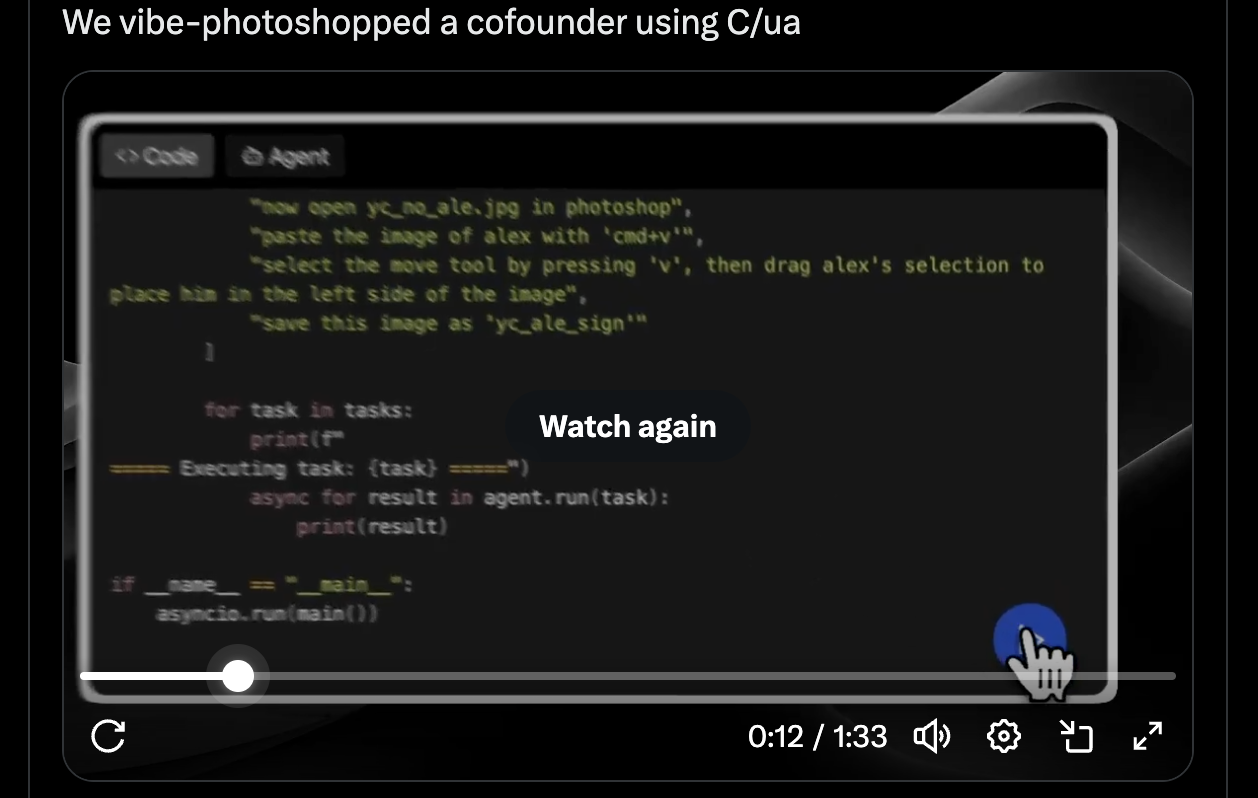 We vibe-photoshopped a cofounder using C/ua
<> Code
Agent
"now open yc_no_ale.jpg in photoshop",
"paste the image of alex with 'cmd+v'",
"select the move tool by pressing 'v', then drag alex's selection to
place him in the left side of the image",
"save this image as 'yc_ale_sign'"
]
for task in tasks:
print(f"
===== Executing task: {task} =====")
async for result in agent.run(task):
print(result)
if __name__ == "__main__":
asyncio.run(main())
Watch again
0:12 / 1:33